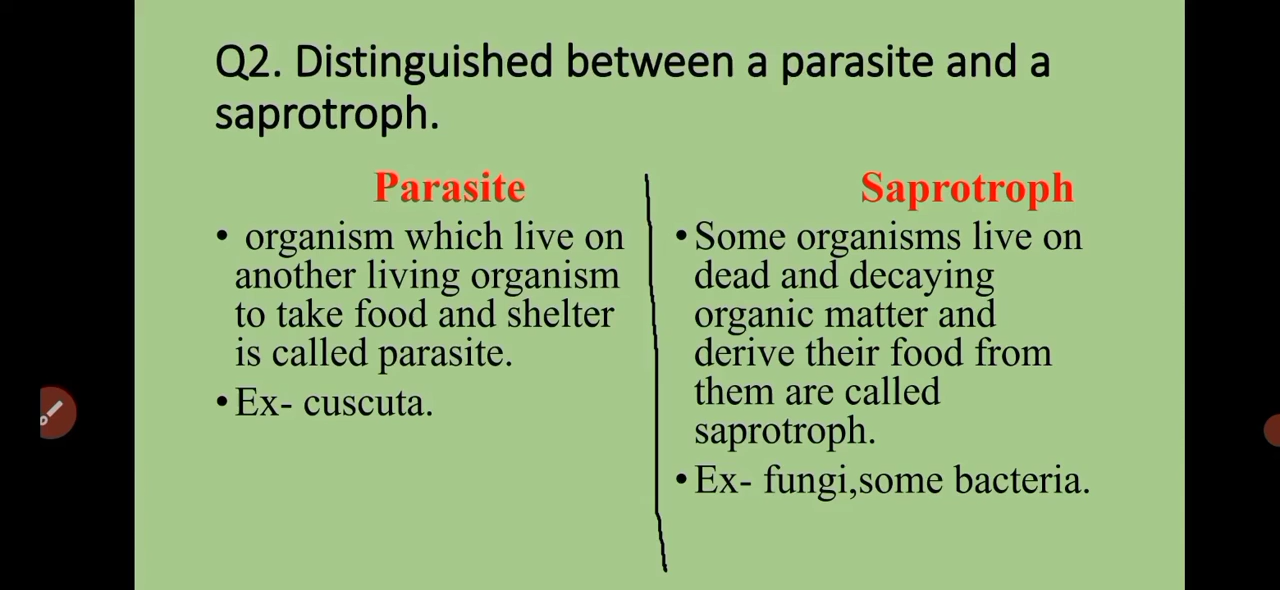 Q2. Distinguished between a parasite and a
saprotroph.
Parasite
• organism which live on
another living organism
to take food and shelter
is called parasite.
• Ex- cuscuta.
Saprotroph
• Some organisms live on
dead and decaying
organic matter and
derive their food from
them are called
saprotroph.
• Ex- fungi,some bacteria.